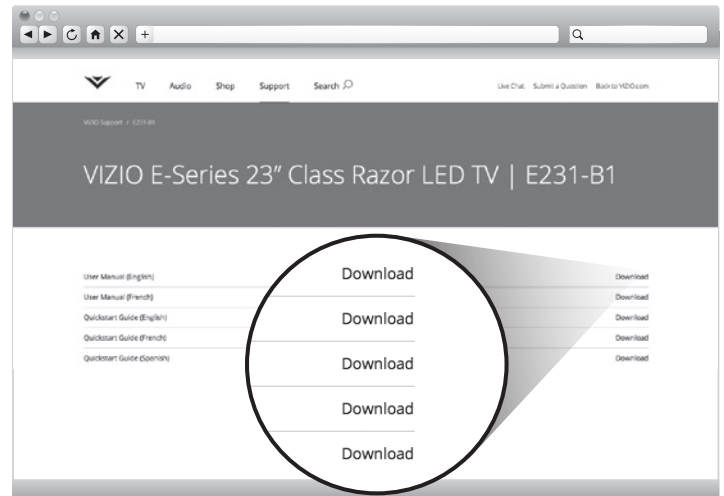 TV Audio Shop Support Search Live Chat Submit a Question Back to VIZIO.com
VIZIO Support / E231-B1
VIZIO E-Series 23” Class Razor LED TV | E231-B1
User Manual (English) Download
User Manual (French) Download
Quickstart Guide (English) Download
Quickstart Guide (French) Download
Quickstart Guide (Spanish) Download
Download
Download
Download
Download
Download